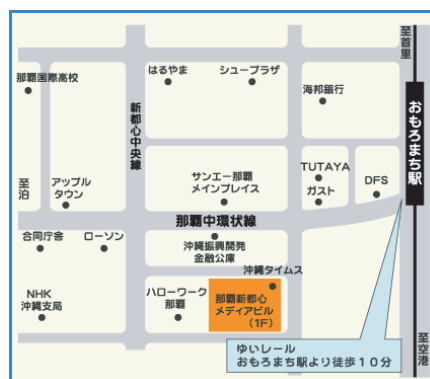 至首里
はるやま
シュープラザ
那覇国際高校
海邦銀行
新都心中央線
おもろまち駅
TUTAYA
サンエー那覇
メインプレイス
ガスト
DFS
至泊
アップル
タウン
那覇中環状線
合同庁舎
ローソン
沖縄振興開発
金融公庫
沖縄タイムス
NHK
沖縄支局
ハローワーク
那覇
那覇新都心
メディアビル
(1F)
ゆいレール
おもろまち駅より徒歩10分
至空港